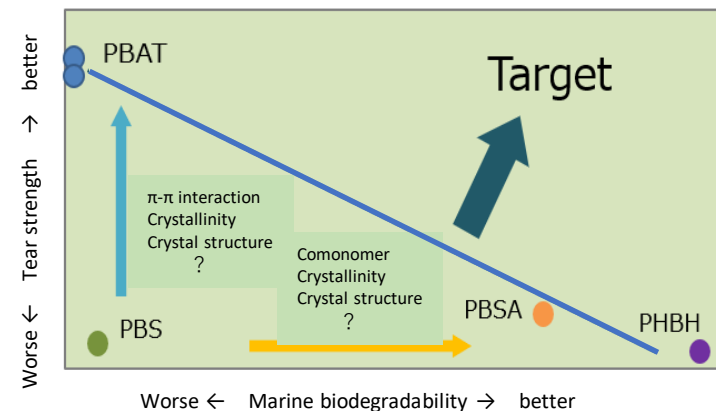 PBAT
Target
π-π interaction
Crystallinity
Crystal structure
?
Comonomer
Crystallinity
Crystal structure
?
PBS
PBSA
PHBH
Worse ← Tear strength → better
Worse ← Marine biodegradability → better